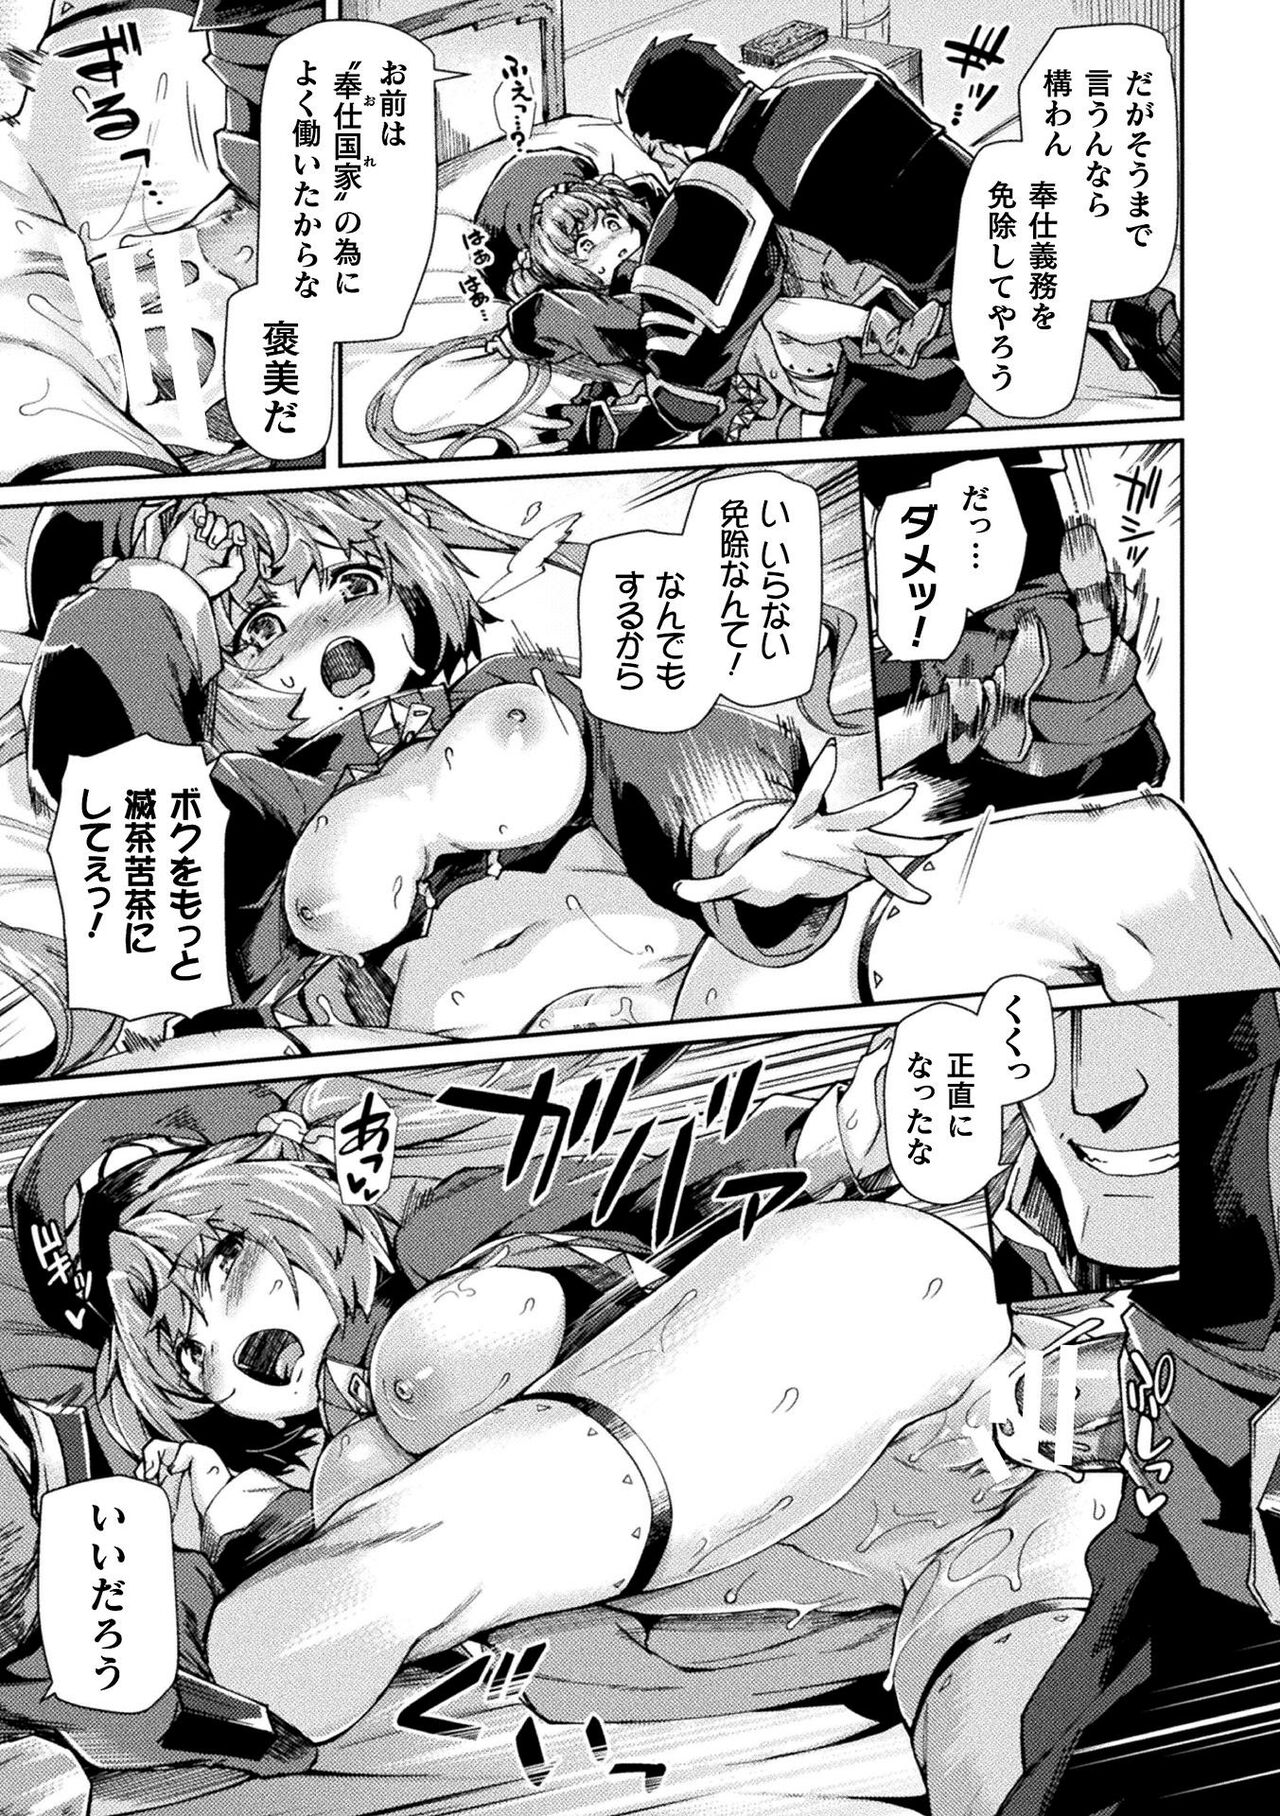 だがそうまで
言うんなら
構わん
奉仕義務を
免除してやろう
ふえっ…?
はぁ
はぁ…
お前は
〝奉仕国家〟の為に
おれ
よく働いたからな
褒美だ
ずるっ
だっ…
ダメッ!
ガシッ
い いらない
免除なんて!
なんでも
するから
ボクをもっと
滅茶苦茶に
してえっ!
くくっ
正直に
なったな
ガバァッ
あっ
いいだろう
ぐいっ